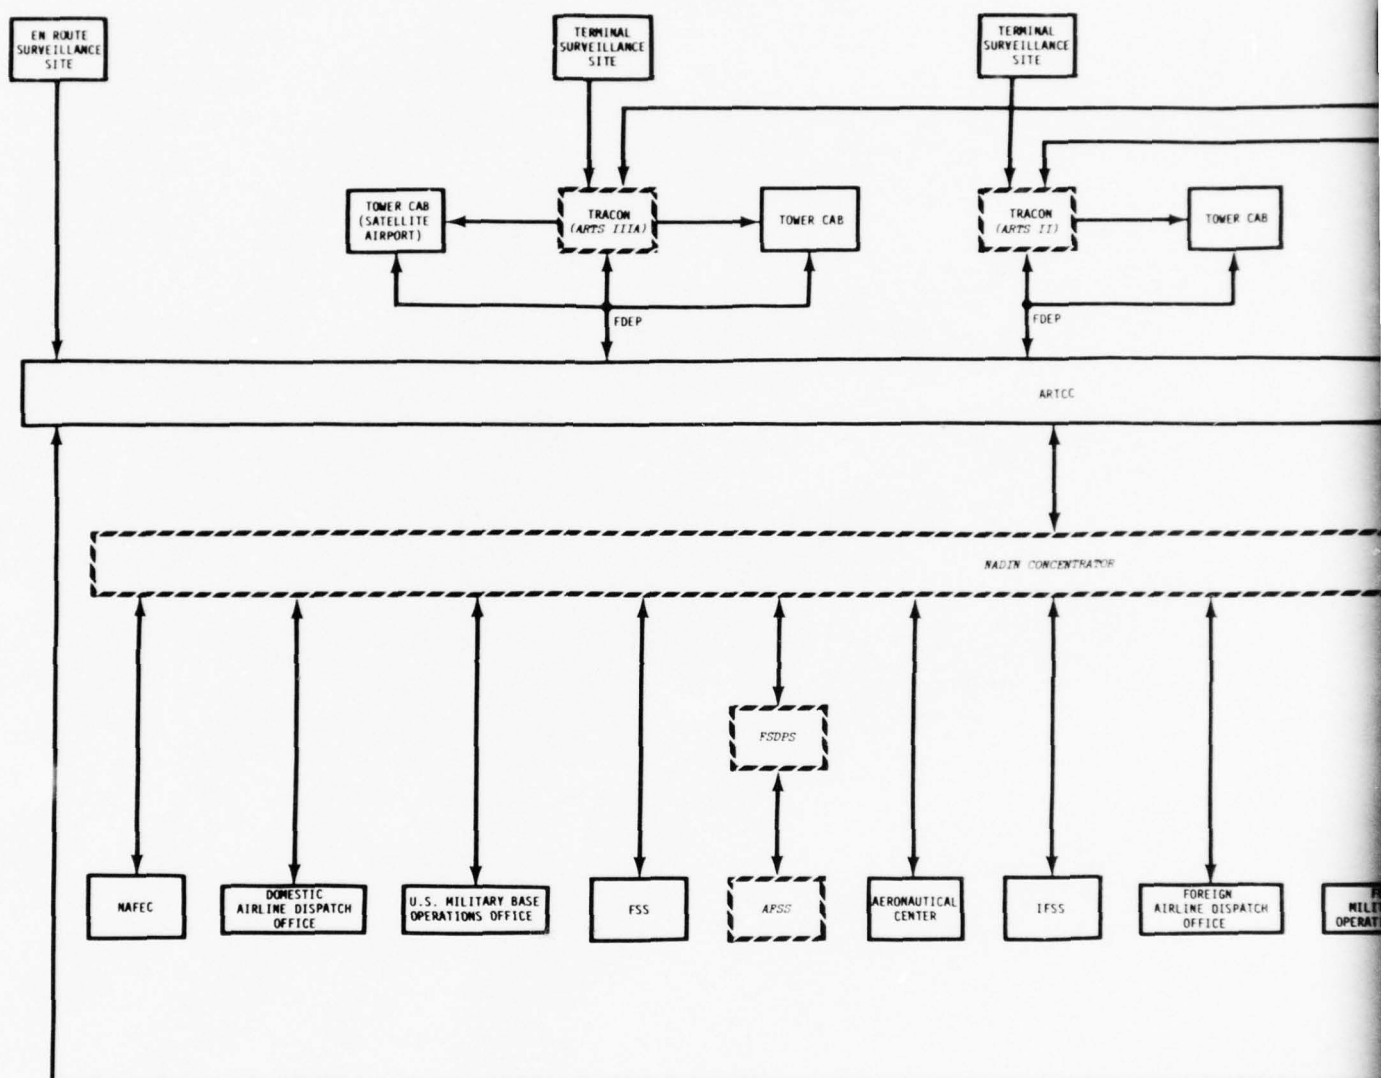 EN ROUTE
SURVEILLANCE
SITE
TERMINAL
SURVEILLANCE
SITE
TERMINAL
SURVEILLANCE
SITE
TOWER CAB
(SATELLITE
AIRPORT)
TRACON
(ARTS IIIA)
TOWER CAB
TRACON
(ARTS II)
TOWER CAB
FDEP
FDEP
ARTCC
NADIN CONCENTRATOR
FSDPS
NAFEC
DOMESTIC
AIRLINE DISPATCH
OFFICE
U.S. MILITARY BASE
OPERATIONS OFFICE
FSS
AFSS
AERONAUTICAL
CENTER
IFSS
FOREIGN
AIRLINE DISPATCH
OFFICE